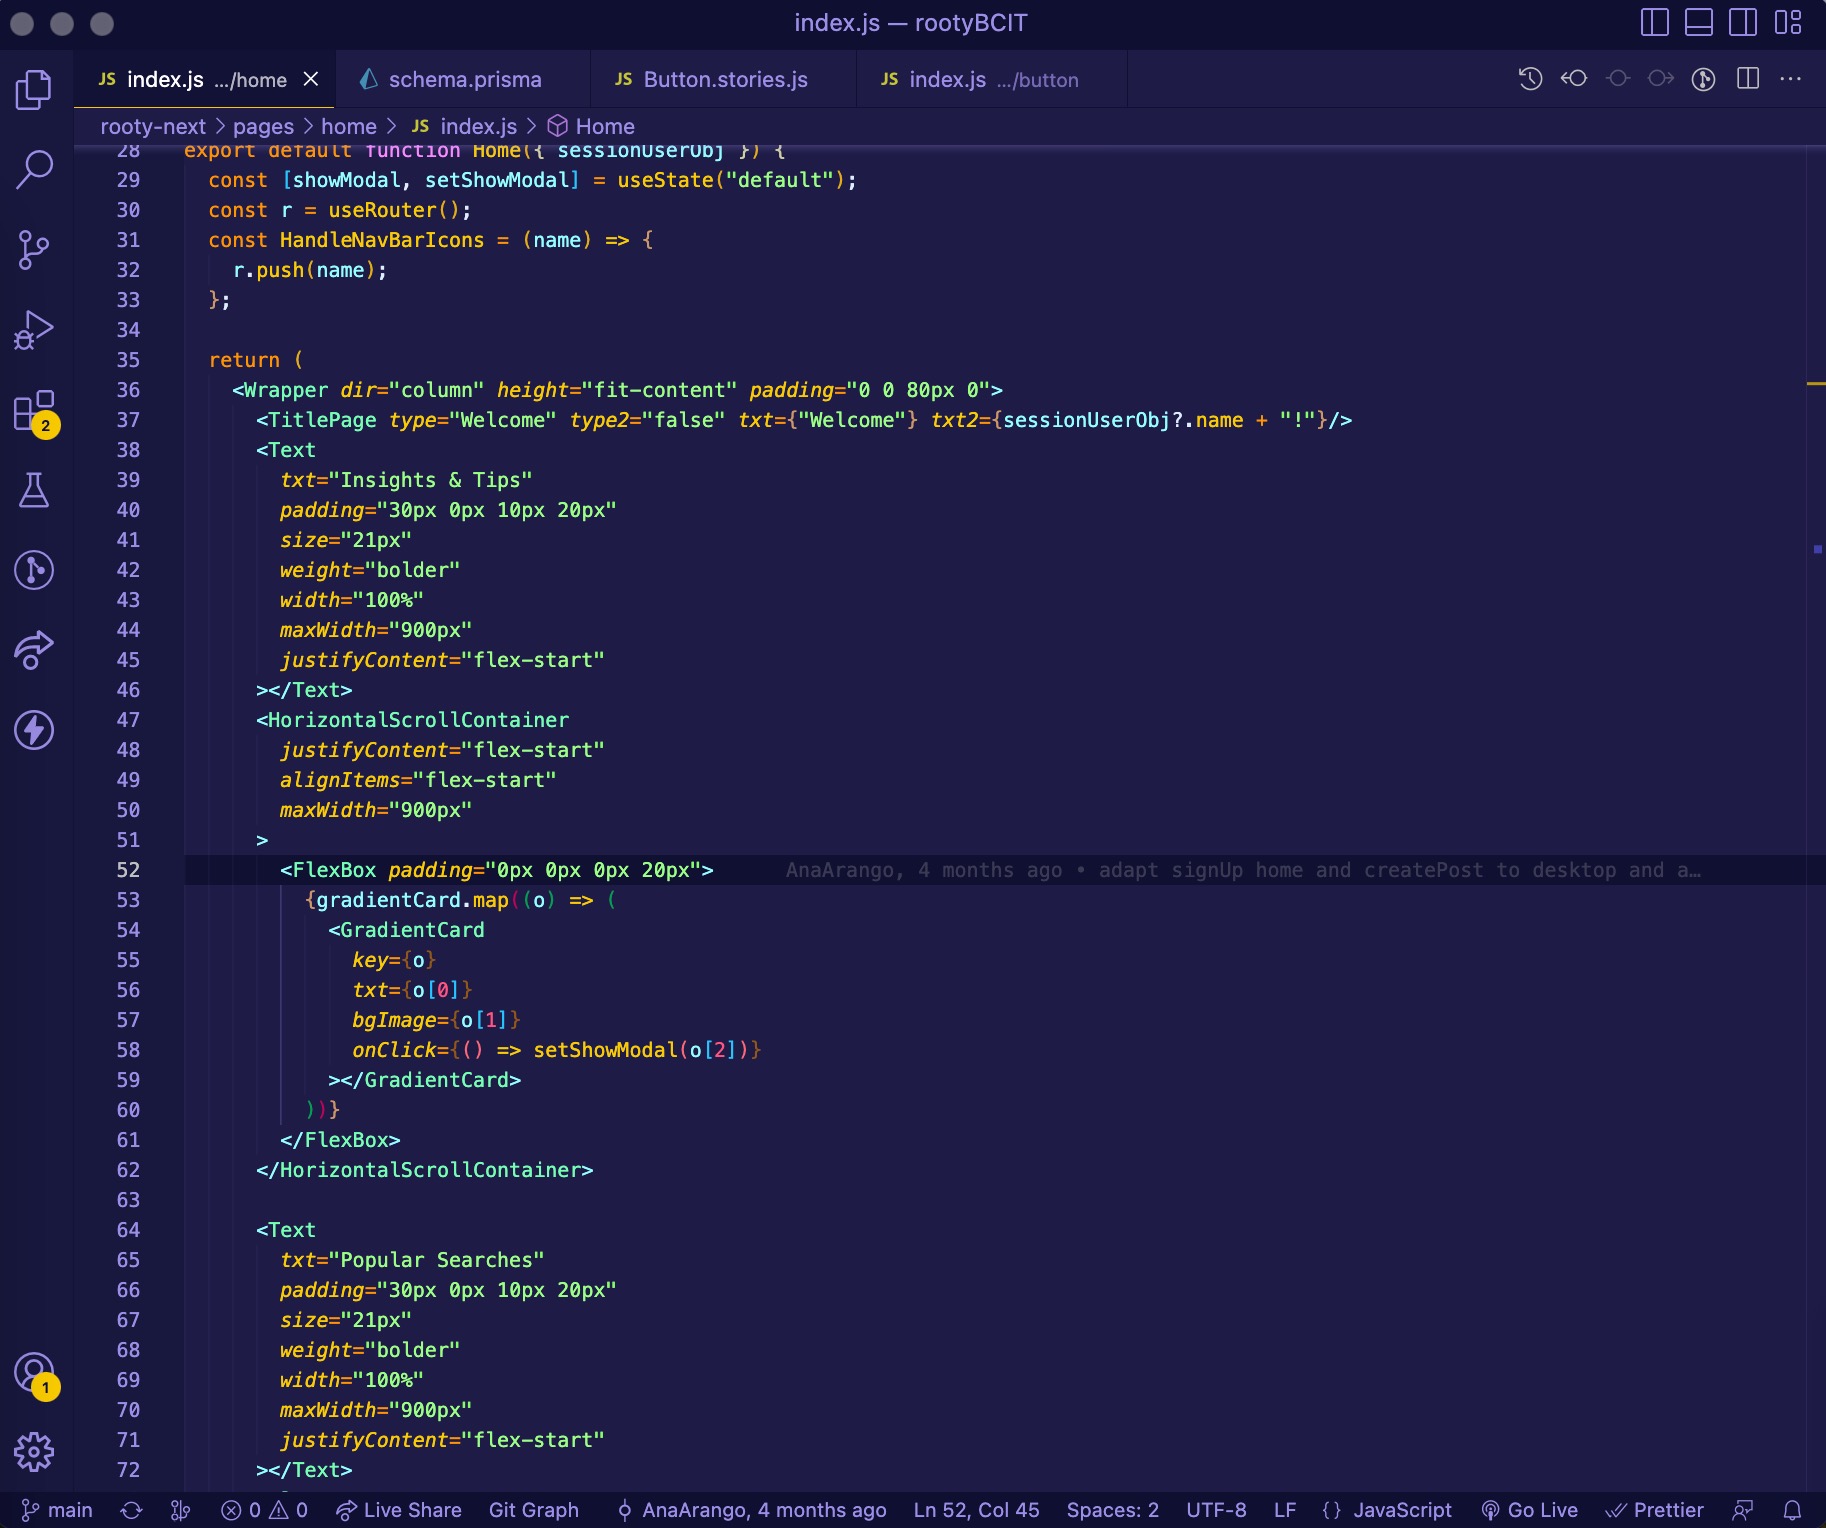 index.js — rootyBCIT
JS index.js .../home schema.prisma JS Button.stories.js JS index.js .../button
rooty-next > pages > home > JS index.js > Home
28 export default function Home({ sessionUserObj }) {
29 const [showModal, setShowModal] = useState("default");
30 const r = useRouter();
31 const HandleNavBarIcons = (name) => {
32 r.push(name);
33 };
34
35 return (
36 <Wrapper dir="column" height="fit-content" padding="0 0 80px 0">
37 <TitlePage type="Welcome" type2="false" txt={"Welcome"} txt2={sessionUserObj?.name + "!"}/>
38 <Text
39 txt="Insights & Tips"
40 padding="30px 0px 10px 20px"
41 size="21px"
42 weight="bolder"
43 width="100%"
44 maxWidth="900px"
45 justifyContent="flex-start"
46 ></Text>
47 <HorizontalScrollContainer
48 justifyContent="flex-start"
49 alignItems="flex-start"
50 maxWidth="900px"
51 >
52 <FlexBox padding="0px 0px 0px 20px"> AnaArango, 4 months ago • adapt signUp home and createPost to desktop and a…
53 {gradientCard.map((o) => (
54 <GradientCard
55 key={o}
56 txt={o[0]}
57 bgImage={o[1]}
58 onClick={() => setShowModal(o[2])}
59 ></GradientCard>
60 ))}
61 </FlexBox>
62 </HorizontalScrollContainer>
63
64 <Text
65 txt="Popular Searches"
66 padding="30px 0px 10px 20px"
67 size="21px"
68 weight="bolder"
69 width="100%"
70 maxWidth="900px"
71 justifyContent="flex-start"
72 ></Text>
2
1
main 0 0 Live Share Git Graph AnaArango, 4 months ago Ln 52, Col 45 Spaces: 2 UTF-8 LF {} JavaScript Go Live Prettier